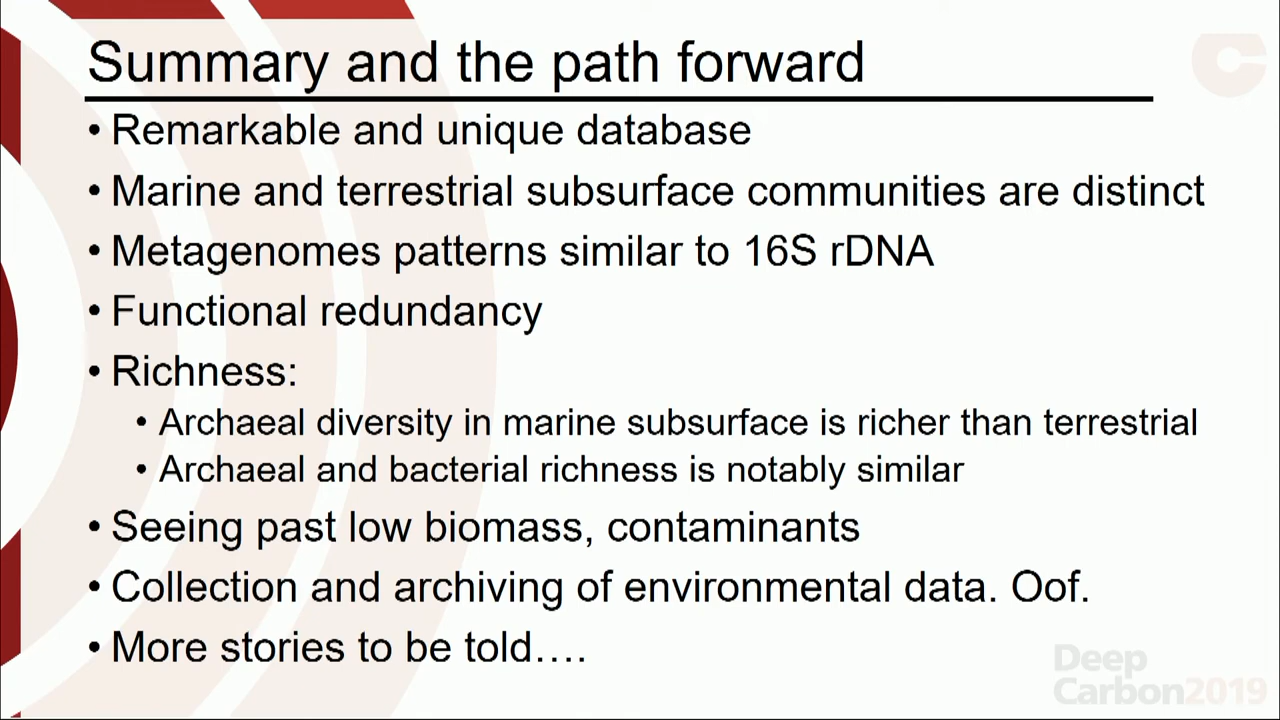 Summary and the path forward
• Remarkable and unique database
• Marine and terrestrial subsurface communities are distinct
• Metagenomes patterns similar to 16S rDNA
• Functional redundancy
• Richness:
• Archaeal diversity in marine subsurface is richer than terrestrial
• Archaeal and bacterial richness is notably similar
• Seeing past low biomass, contaminants
• Collection and archiving of environmental data. Oof.
• More stories to be told….
Deep
Carbon2019